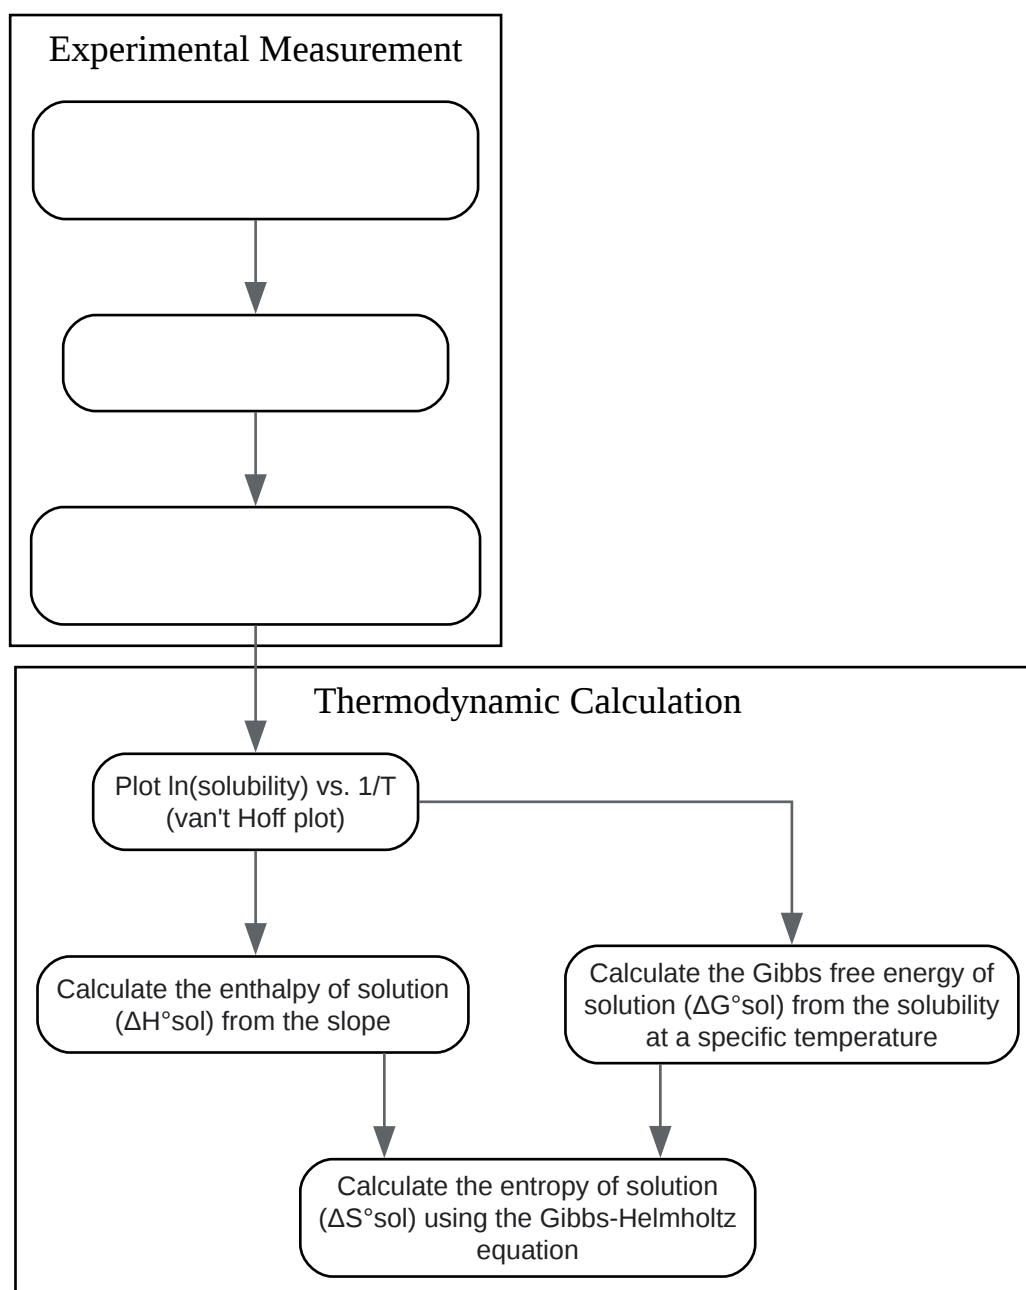 Experimental Measurement
Thermodynamic Calculation
Plot ln(solubility) vs. 1/T
(van't Hoff plot)
Calculate the enthalpy of solution
(ΔH°sol) from the slope
Calculate the Gibbs free energy of
solution (ΔG°sol) from the solubility
at a specific temperature
Calculate the entropy of solution
(ΔS°sol) using the Gibbs-Helmholtz
equation